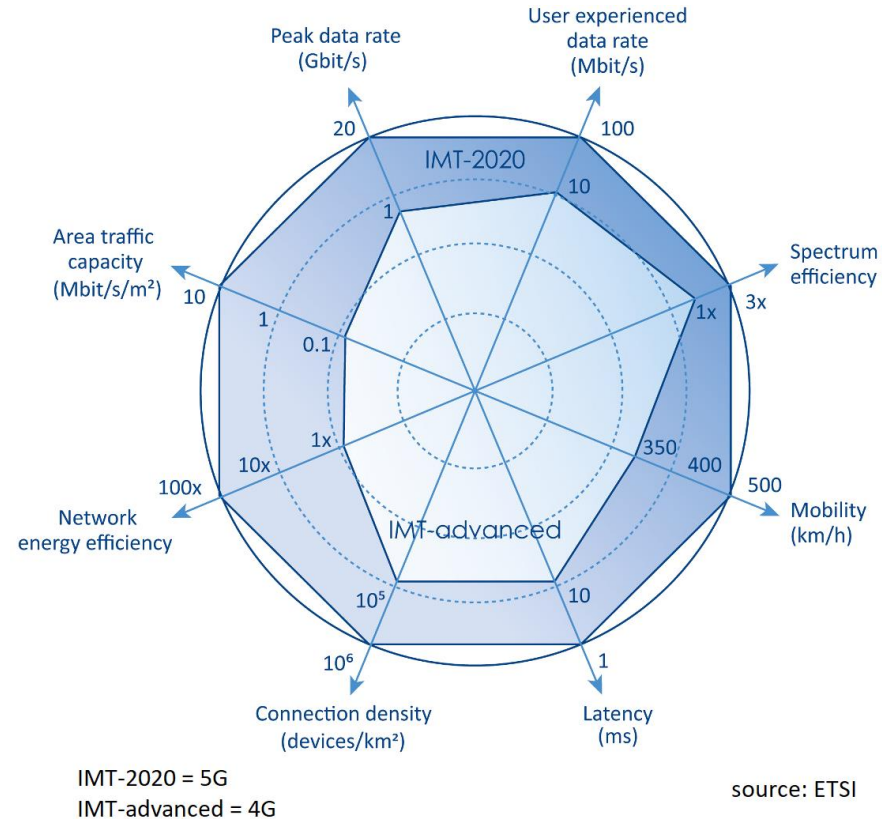 User experienced
data rate
(Mbit/s)
Peak data rate
(Gbit/s)
20
100
IMT-2020
1
10
Area traffic
capacity
(Mbit/s/m²)
Spectrum
efficiency
10
1
0.1
1x
3x
1x
10x
100x
350
400
500
Network
energy efficiency
Mobility
(km/h)
IMT-advanced
10⁵
10
10⁶
1
Connection density
(devices/km²)
Latency
(ms)
IMT-2020 = 5G
IMT-advanced = 4G
source: ETSI